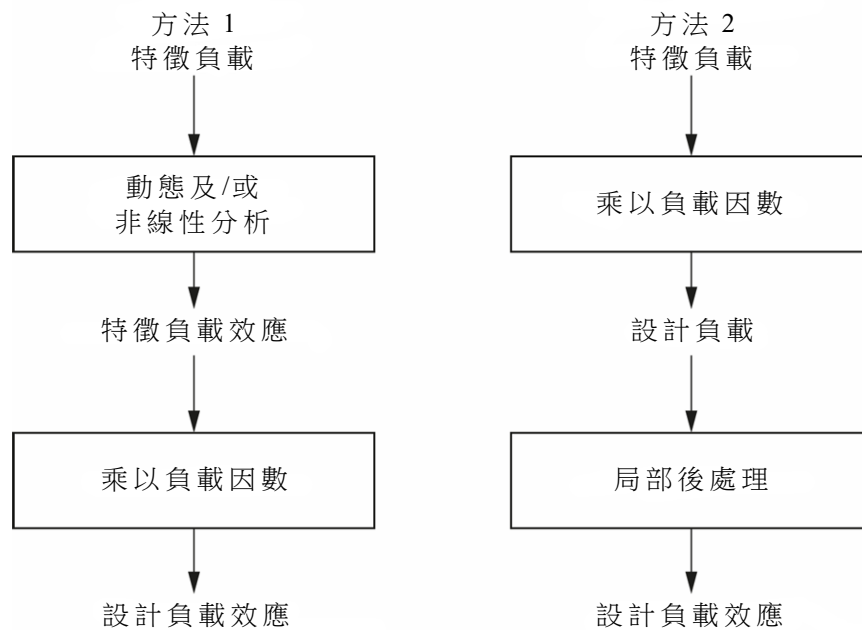 方法 1
特徵負載
動態及/或
非線性分析
特徵負載效應
乘以負載因數
設計負載效應
方法 2
特徵負載
乘以負載因數
設計負載
局部後處理
設計負載效應